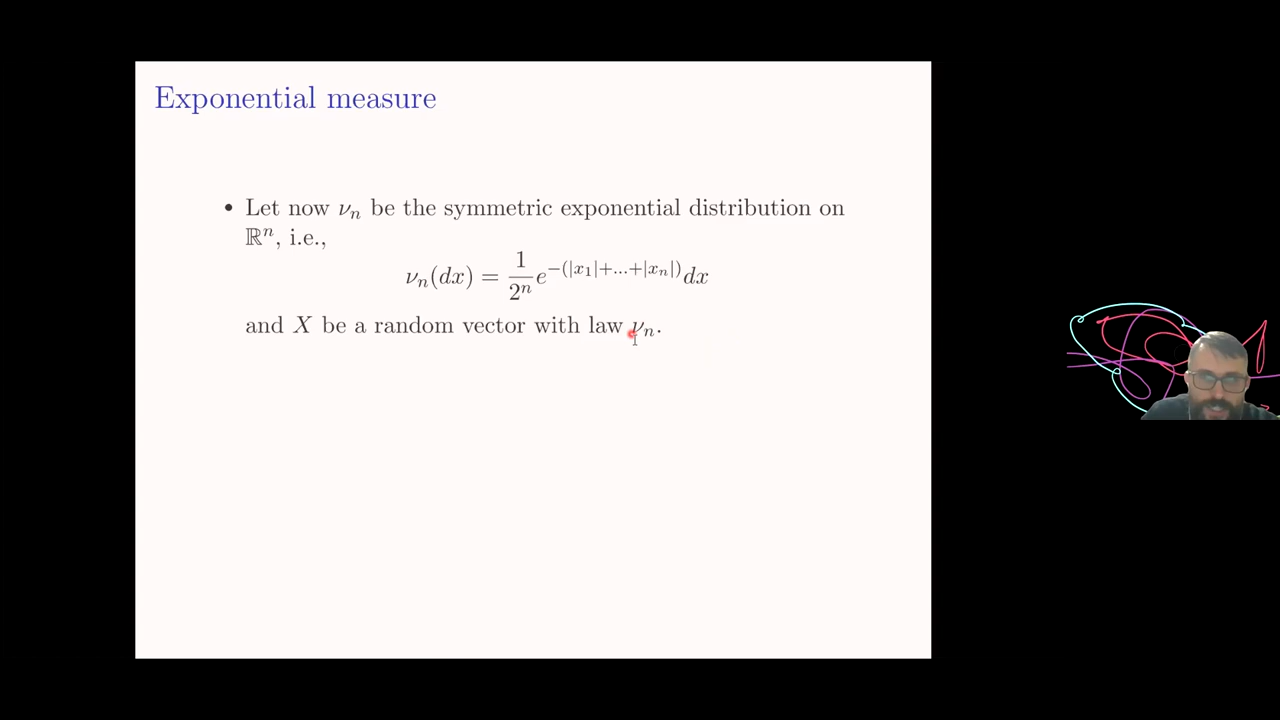 Exponential measure
• Let now νₙ be the symmetric exponential distribution on
ℝⁿ, i.e.,
νₙ(dx) = \frac{1}{2ⁿ} e^{-(|x₁|+...+|xₙ|)} dx
and X be a random vector with law νₙ.